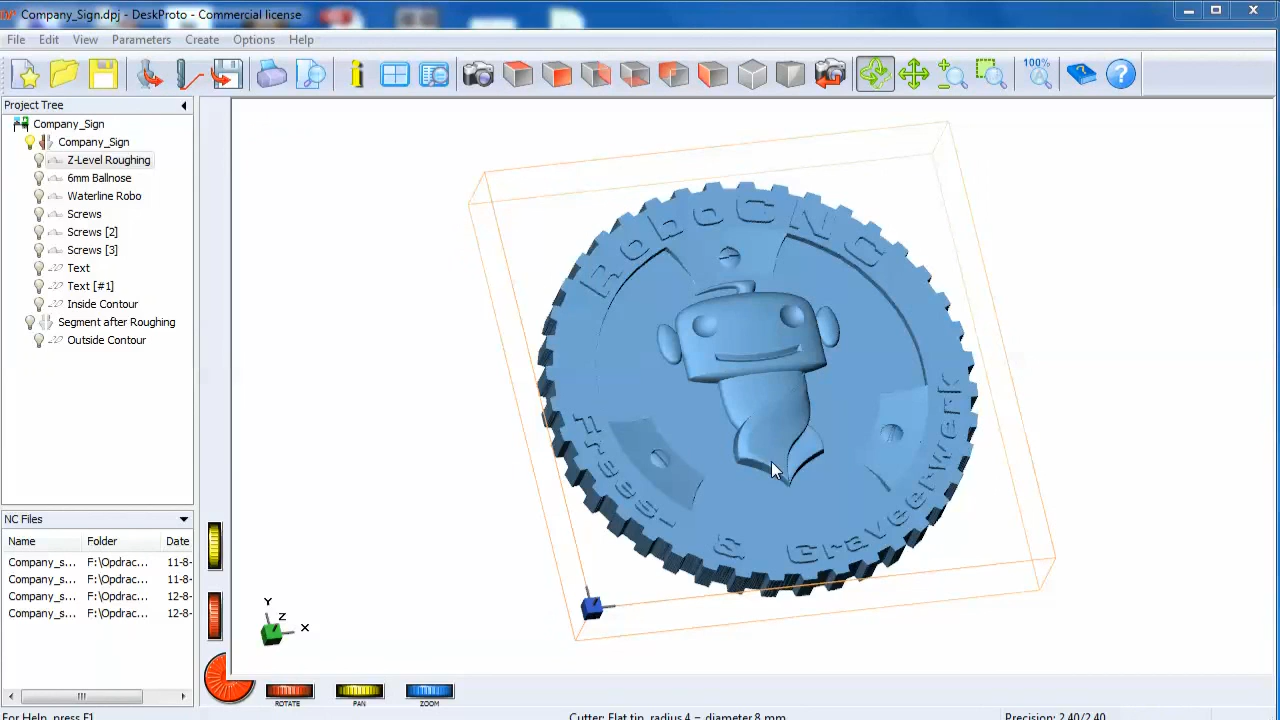 Company_Sign.dpj - DeskProto - Commercial license
File Edit View Parameters Create Options Help
100%
Project Tree
Company_Sign
Company_Sign
Z-Level Roughing
6mm Ballnose
Waterline Robo
Screws
Screws [2]
Screws [3]
Text
Text [#1]
Inside Contour
Segment after Roughing
Outside Contour
RoboCNC
Frees-
& Graveerwerk
NC Files
Name Folder Date
Company_s... F:\Opdrac... 11-8-
Company_s... F:\Opdrac... 11-8-
Company_s... F:\Opdrac... 12-8-
Company_s... F:\Opdrac... 12-8-
Y
Z
X
ROTATE PAN ZOOM
For Help, press F1 Cutter: Flat tip, radius 4 = diameter 8 mm Precision: 2.40/2.40